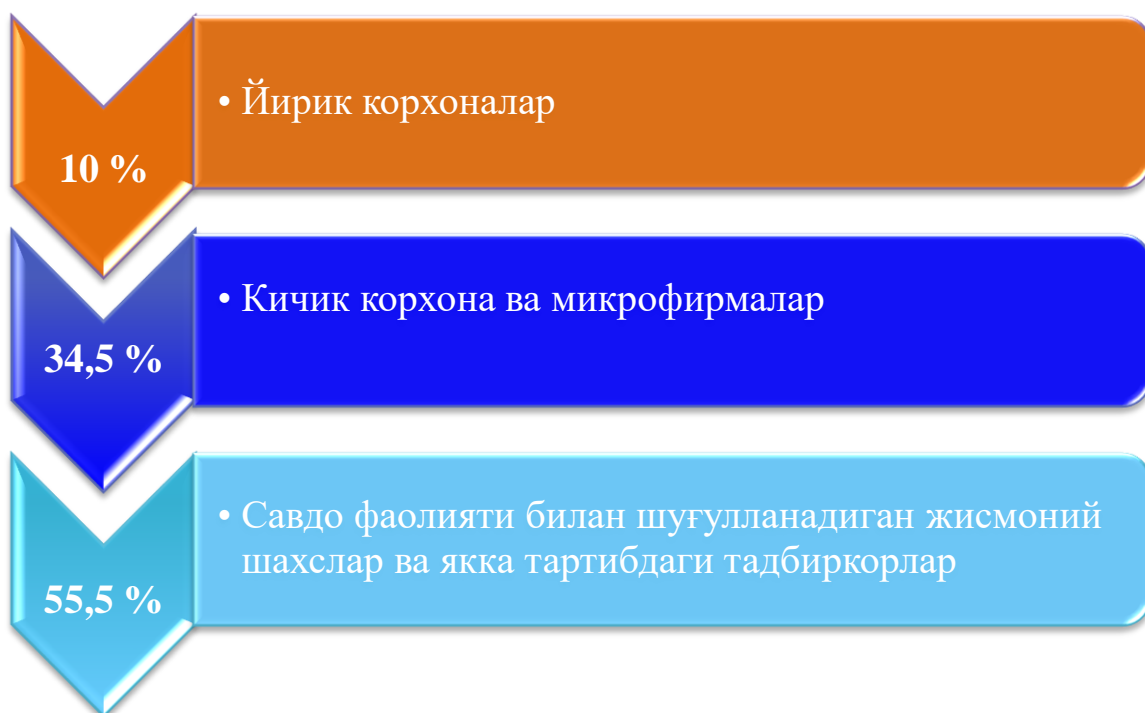 10 %
• Йирик корхоналар
34,5 %
• Кичик корхона ва микрофирмалар
55,5 %
• Савдо фаолияти билан шуғулланадиган жисмоний
шахслар ва якка тартибдаги тадбиркорлар